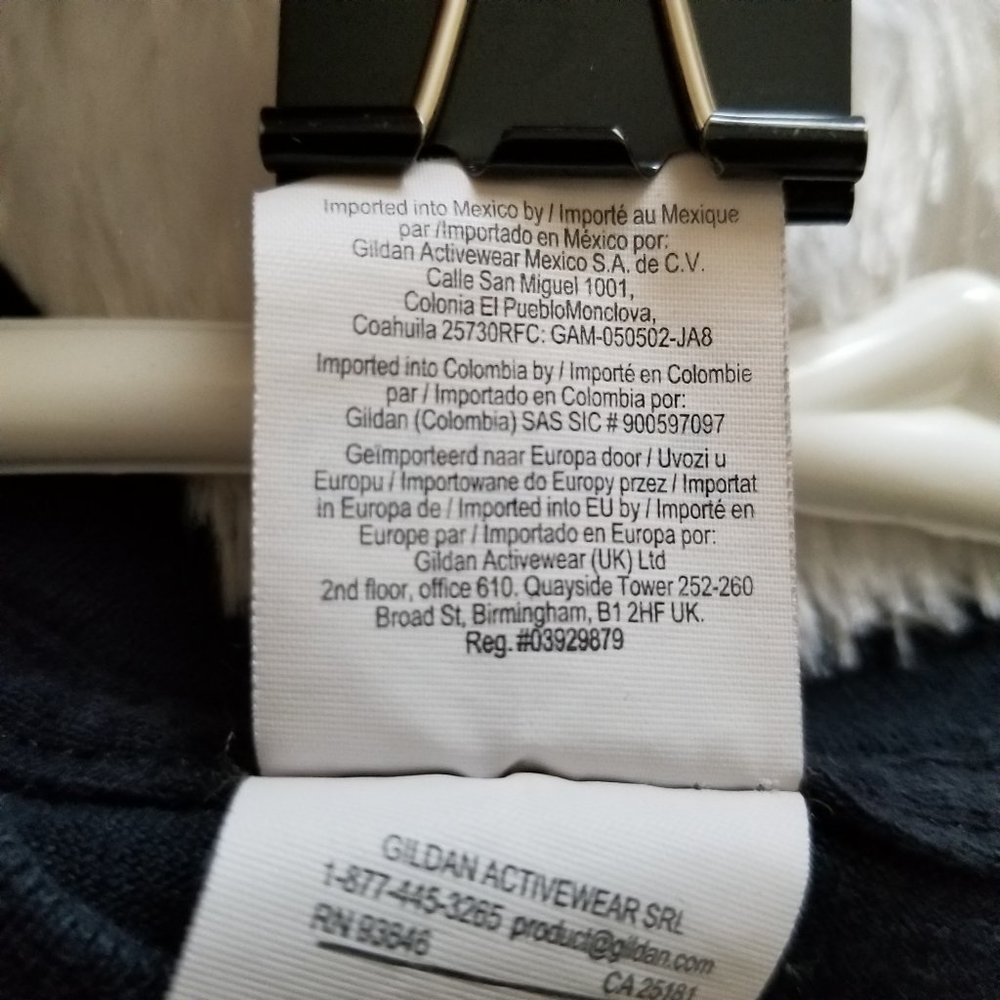 Imported into Mexico by / Importé au Mexique
par /Importado en México por:
Gildan Activewear Mexico S.A. de C.V.
Calle San Miguel 1001,
Colonia El PuebloMonclova,
Coahuila 25730RFC: GAM-050502-JA8
Imported into Colombia by / Importé en Colombie
par / Importado en Colombia por:
Gildan (Colombia) SAS SIC # 900597097
Geïmporteerd naar Europa door / Uvozi u
Europu / Importowane do Europy przez / Importat
in Europa de / Imported into EU by / Importé en
Europe par / Importado en Europa por:
Gildan Activewear (UK) Ltd
2nd floor, office 610. Quayside Tower 252-260
Broad St, Birmingham, B1 2HF UK.
Reg. #03929879
GILDAN ACTIVEWEAR SRL
1-877-445-3265 product@gildan.com
RN 93846 CA 25181